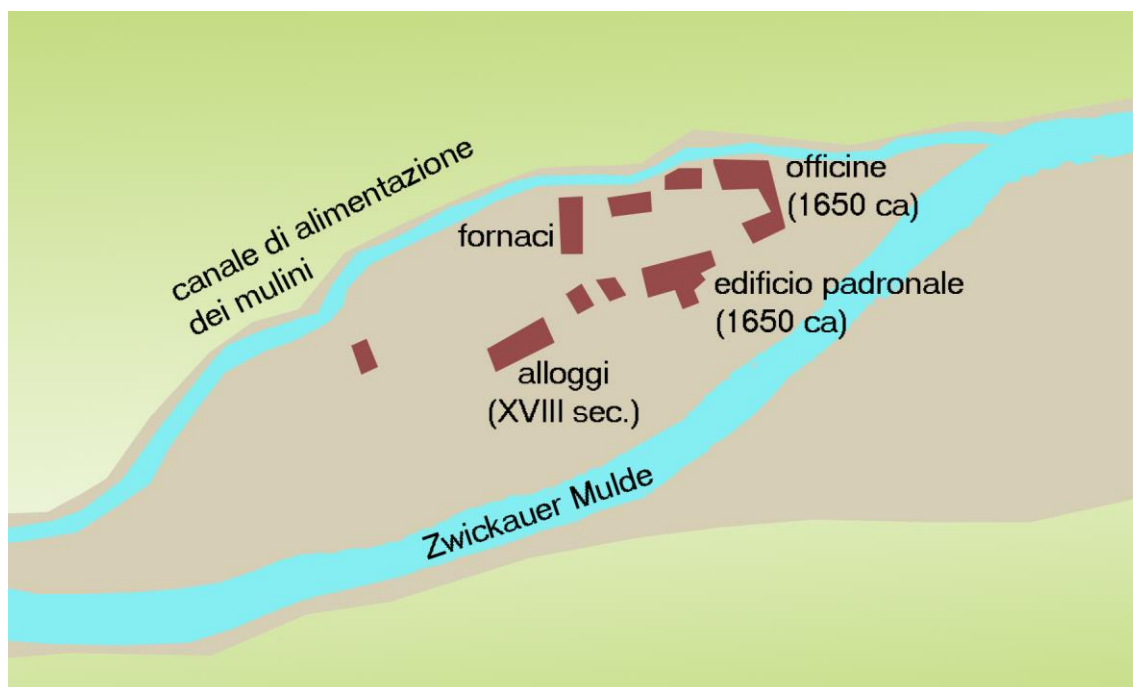 canale di alimentazione
dei mulini
officine
(1650 ca)
fornaci
edificio padronale
(1650 ca)
alloggi
(XVIII sec.)
Zwickauer Mulde